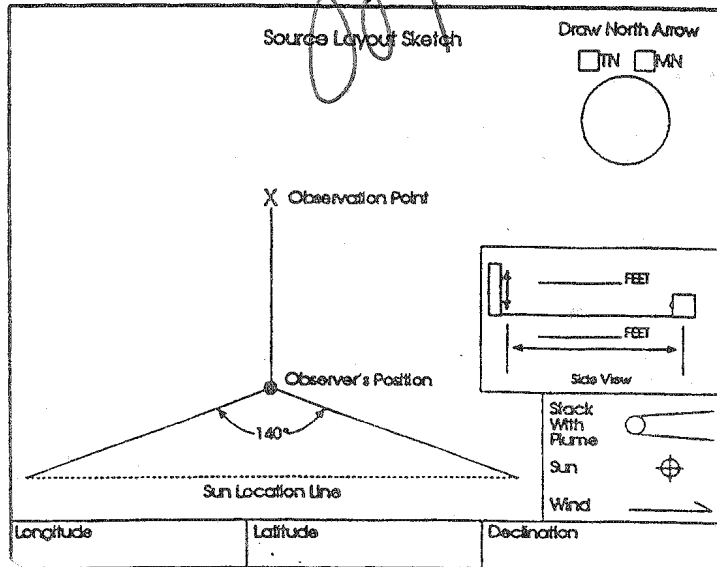 Source Layout Sketch
Draw North Arrow
TN MN
X Observation Point
FEET
FEET
Side View
Observer's Position
140°
Sun Location Line
Stack
With
Plume
Sun
Wind
Longitude
Latitude
Declination